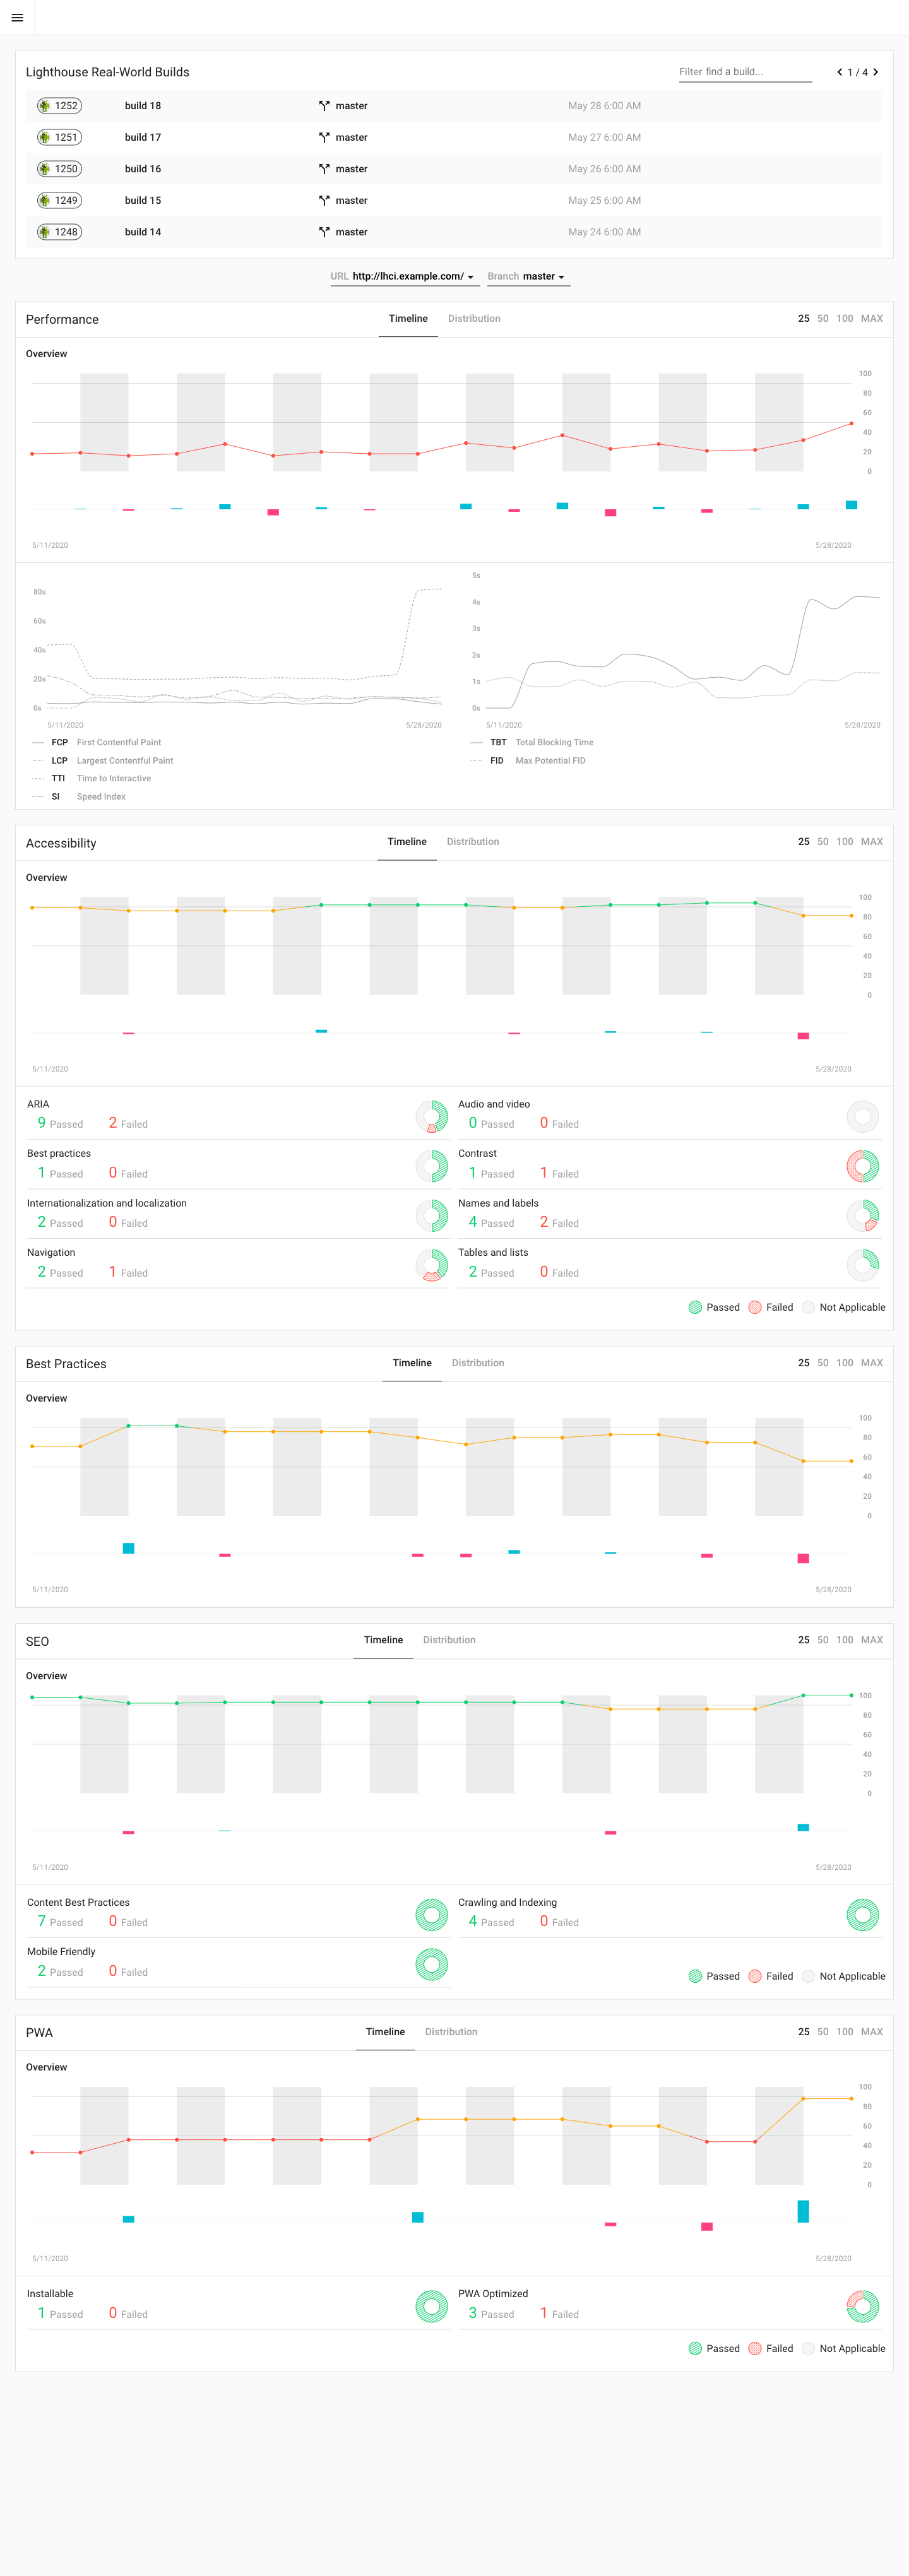 Lighthouse Real-World Builds Filter find a build... 1 / 4
1252 build 18 master May 28 6:00 AM
1251 build 17 master May 27 6:00 AM
1250 build 16 master May 26 6:00 AM
1249 build 15 master May 25 6:00 AM
1248 build 14 master May 24 6:00 AM
URL http://lhci.example.com/ Branch master
Performance Timeline Distribution 25 50 100 MAX
Overview
100
80
60
40
20
0
5/11/2020 5/28/2020
80s
60s
40s
20s
0s
5/11/2020 5/28/2020
FCP First Contentful Paint
LCP Largest Contentful Paint
TTI Time to Interactive
SI Speed Index
5s
4s
3s
2s
1s
0s
5/11/2020 5/28/2020
TBT Total Blocking Time
FID Max Potential FID
Accessibility Timeline Distribution 25 50 100 MAX
Overview
100
80
60
40
20
0
5/11/2020 5/28/2020
ARIA
9 Passed 2 Failed
Audio and video
0 Passed 0 Failed
Best practices
1 Passed 0 Failed
Contrast
1 Passed 1 Failed
Internationalization and localization
2 Passed 0 Failed
Names and labels
4 Passed 2 Failed
Navigation
2 Passed 1 Failed
Tables and lists
2 Passed 0 Failed
Passed Failed Not Applicable
Best Practices Timeline Distribution 25 50 100 MAX
Overview
100
80
60
40
20
0
5/11/2020 5/28/2020
SEO Timeline Distribution 25 50 100 MAX
Overview
100
80
60
40
20
0
5/11/2020 5/28/2020
Content Best Practices
7 Passed 0 Failed
Crawling and Indexing
4 Passed 0 Failed
Mobile Friendly
2 Passed 0 Failed
Passed Failed Not Applicable
PWA Timeline Distribution 25 50 100 MAX
Overview
100
80
60
40
20
0
5/11/2020 5/28/2020
Installable
1 Passed 0 Failed
PWA Optimized
3 Passed 1 Failed
Passed Failed Not Applicable